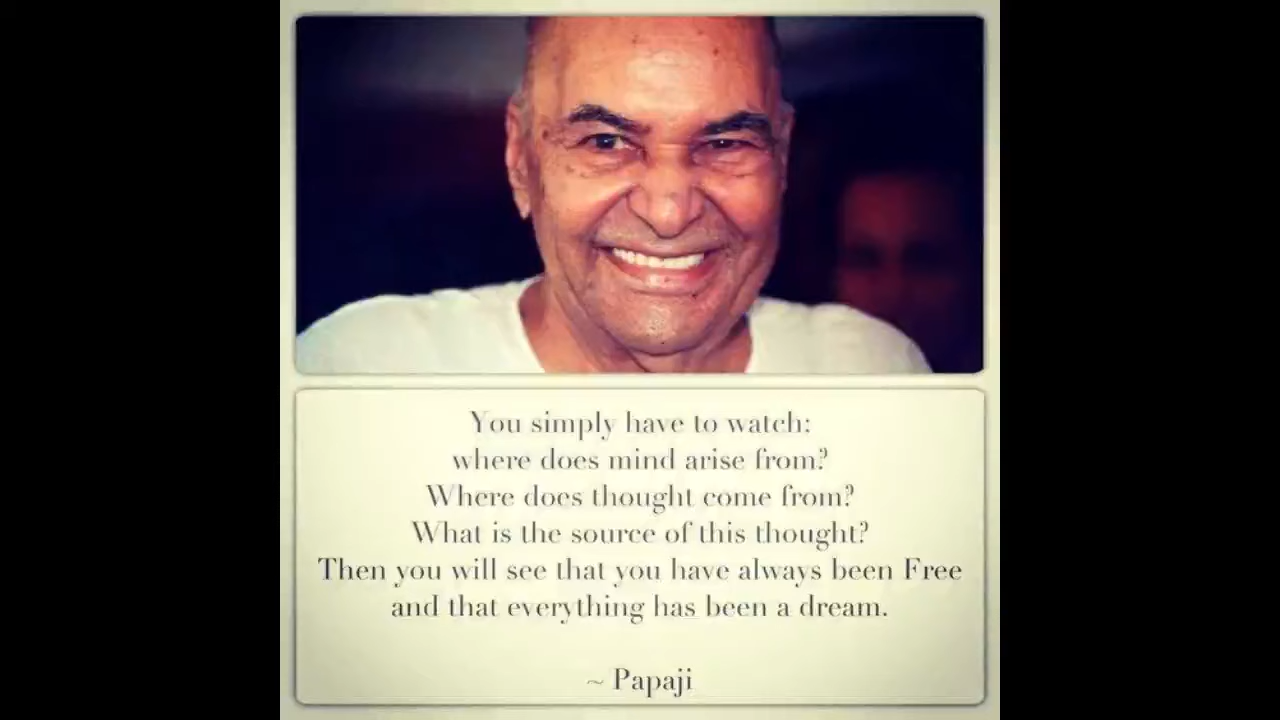 You simply have to watch:
where does mind arise from?
Where does thought come from?
What is the source of this thought?
Then you will see that you have always been Free
and that everything has been a dream.
~ Papaji